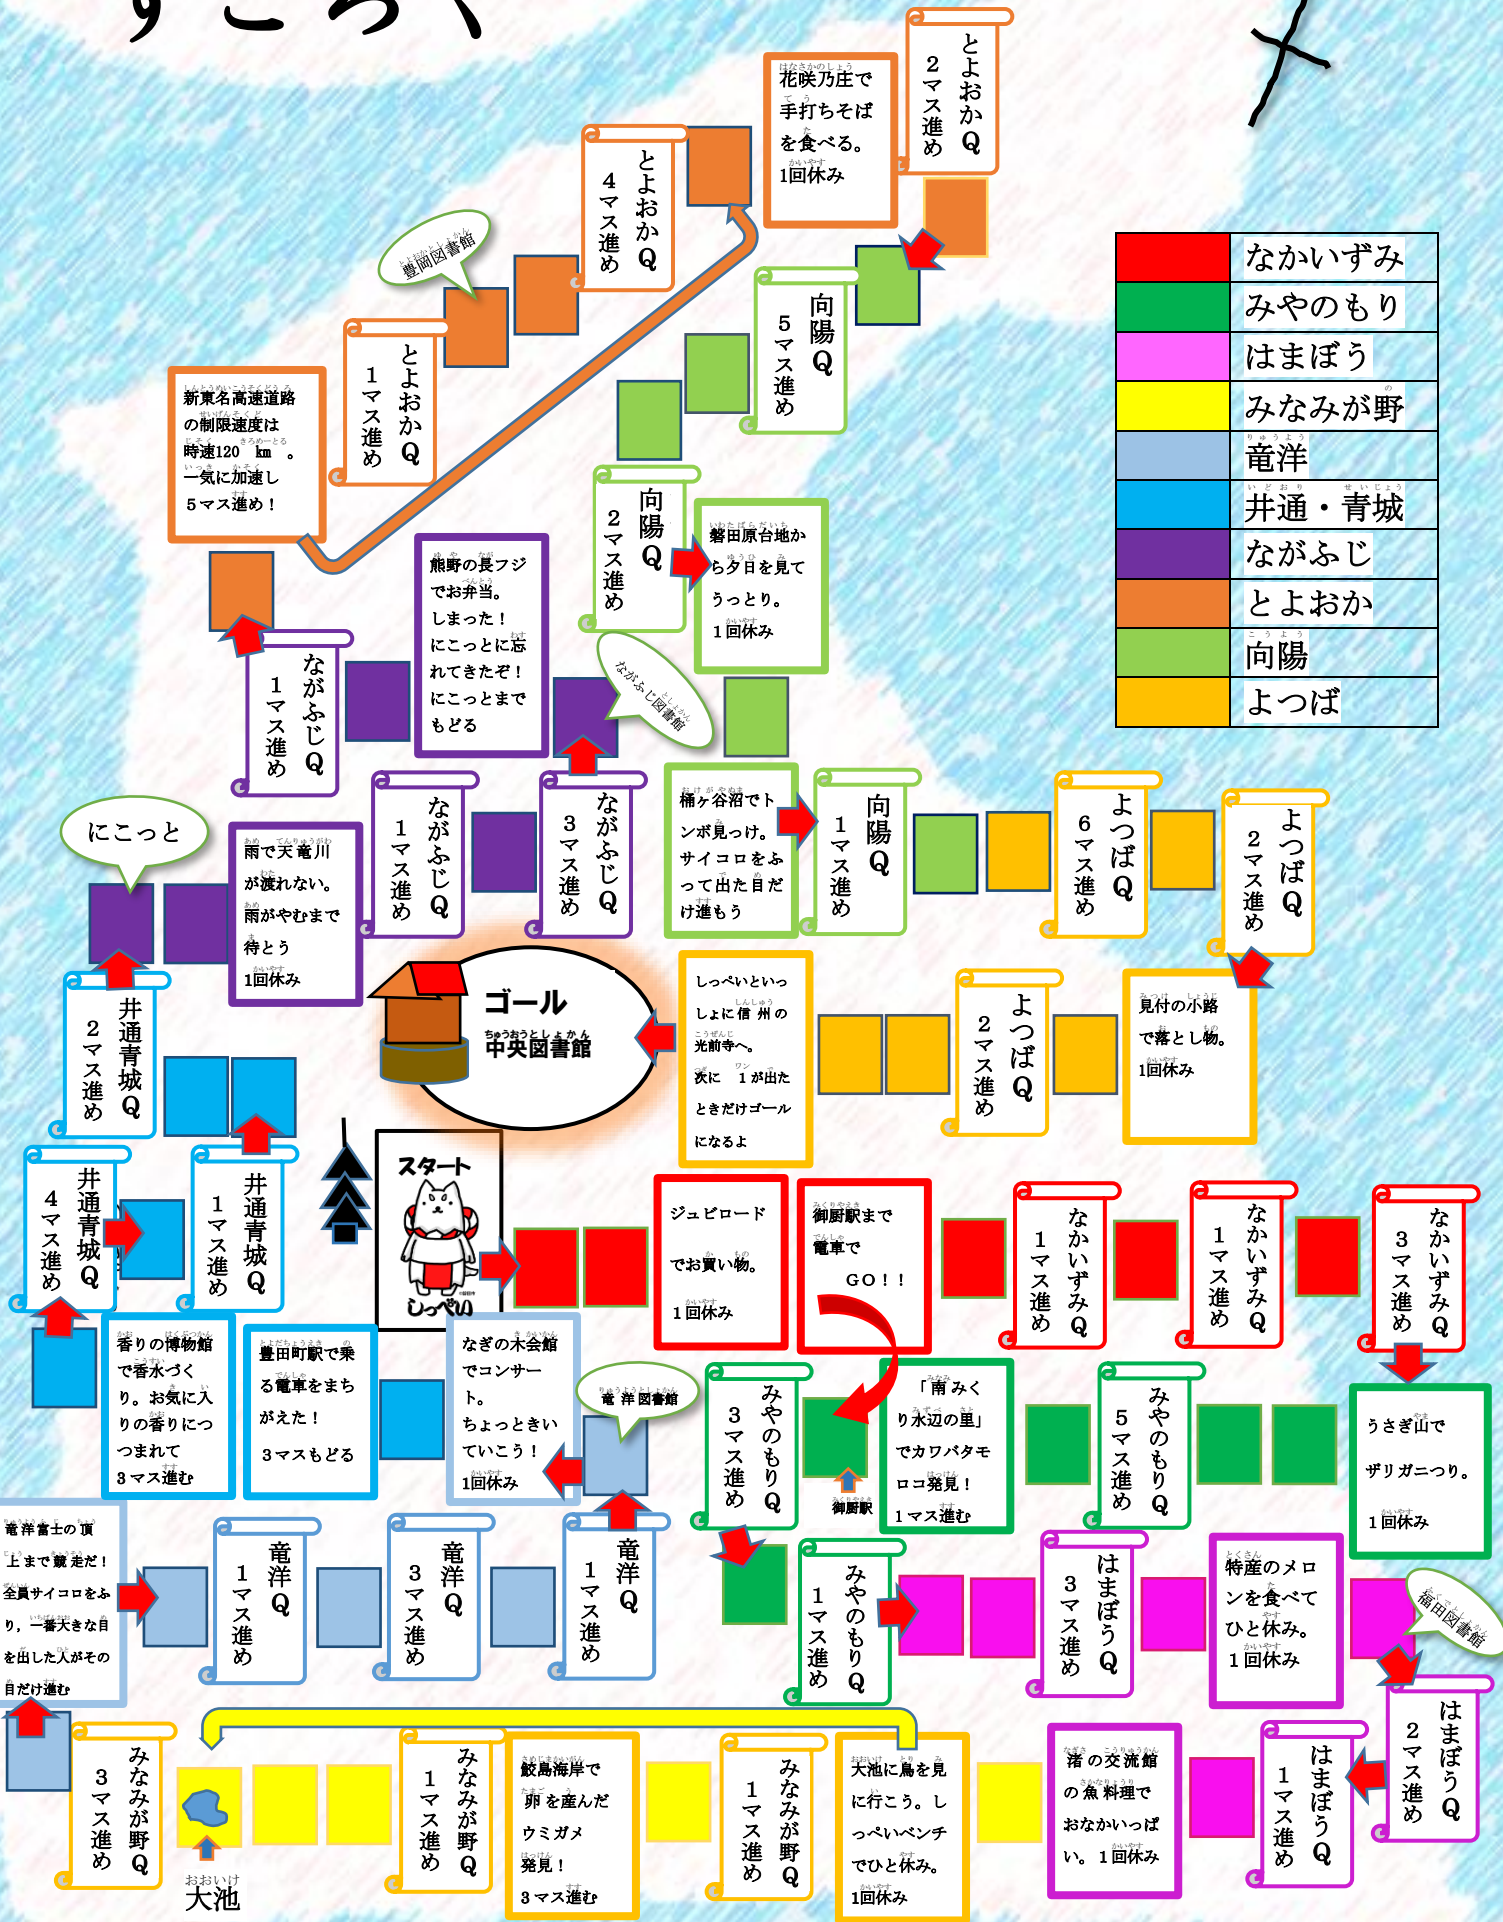 すごろく
とよおかQ
2マス進め
花咲乃庄で
手打ちそば
を食べる。
1回休み
とよおかQ
4マス進め
豊岡図書館
とよおかQ
1マス進め
新東名高速道路
の制限速度は
時速120km。
一気に加速し
5マス進め！
向陽Q
5マス進め
向陽Q
2マス進め
磐田原台地か
ら夕日を見て
うっとり。
1回休み
なかいずみ
みやのもり
はまぼう
みなみが野
竜洋
井通・青城
ながふじ
とよおか
向陽
よつば
熊野の長フジ
でお弁当。
しまった！
にこっとに忘
れてきたぞ！
にこっとまで
もどる
ながふじ図書館
ながふじQ
1マス進め
ながふじQ
1マス進め
ながふじQ
3マス進め
にこっと
雨で天竜川
が渡れない。
雨がやむまで
待とう
1回休み
桶ヶ谷沼でト
ンボ見っけ。
サイコロをふ
って出た目だ
け進もう
向陽Q
1マス進め
よつばQ
6マス進め
よつばQ
2マス進め
見付の小路
で落とし物。
1回休み
よつばQ
2マス進め
しっぺいといっ
しょに信州の
光前寺へ。
次に 1が出た
ときだけゴール
になるよ
ゴール
中央図書館
井通青城Q
2マス進め
井通青城Q
4マス進め
井通青城Q
1マス進め
スタート
しっぺい
ジュビロード
でお買い物。
1回休み
御厨駅まで
電車で
GO！！
なかいずみQ
1マス進め
なかいずみQ
1マス進め
なかいずみQ
3マス進め
香りの博物館
で香水づく
り。お気に入
りの香りにつ
つまれて
3マス進む
豊田町駅で乗
る電車をまち
がえた！
3マスもどる
なぎの木会館
でコンサー
ト。
ちょっときい
ていこう！
1回休み
竜洋図書館
みやのもりQ
3マス進め
御厨駅
「南みく
り水辺の里」
でカワバタモ
ロコ発見！
1マス進む
みやのもりQ
5マス進め
うさぎ山で
ザリガニつり。
1回休み
竜洋富士の頂
上まで競走だ！
全員サイコロをふ
り，一番大きな目
を出した人がその
目だけ進む
竜洋Q
1マス進め
竜洋Q
3マス進め
竜洋Q
1マス進め
みやのもりQ
1マス進め
はまぼうQ
3マス進め
特産のメロ
ンを食べて
ひと休み。
1回休み
福田図書館
はまぼうQ
2マス進め
はまぼうQ
1マス進め
渚の交流館
の魚料理で
おなかいっぱ
い。1回休み
大池に鳥を見
に行こう。し
っぺいベンチ
でひと休み。
1回休み
みなみが野Q
1マス進め
鮫島海岸で
卵を産んだ
ウミガメ
発見！
3マス進む
みなみが野Q
1マス進め
みなみが野Q
3マス進め
大池